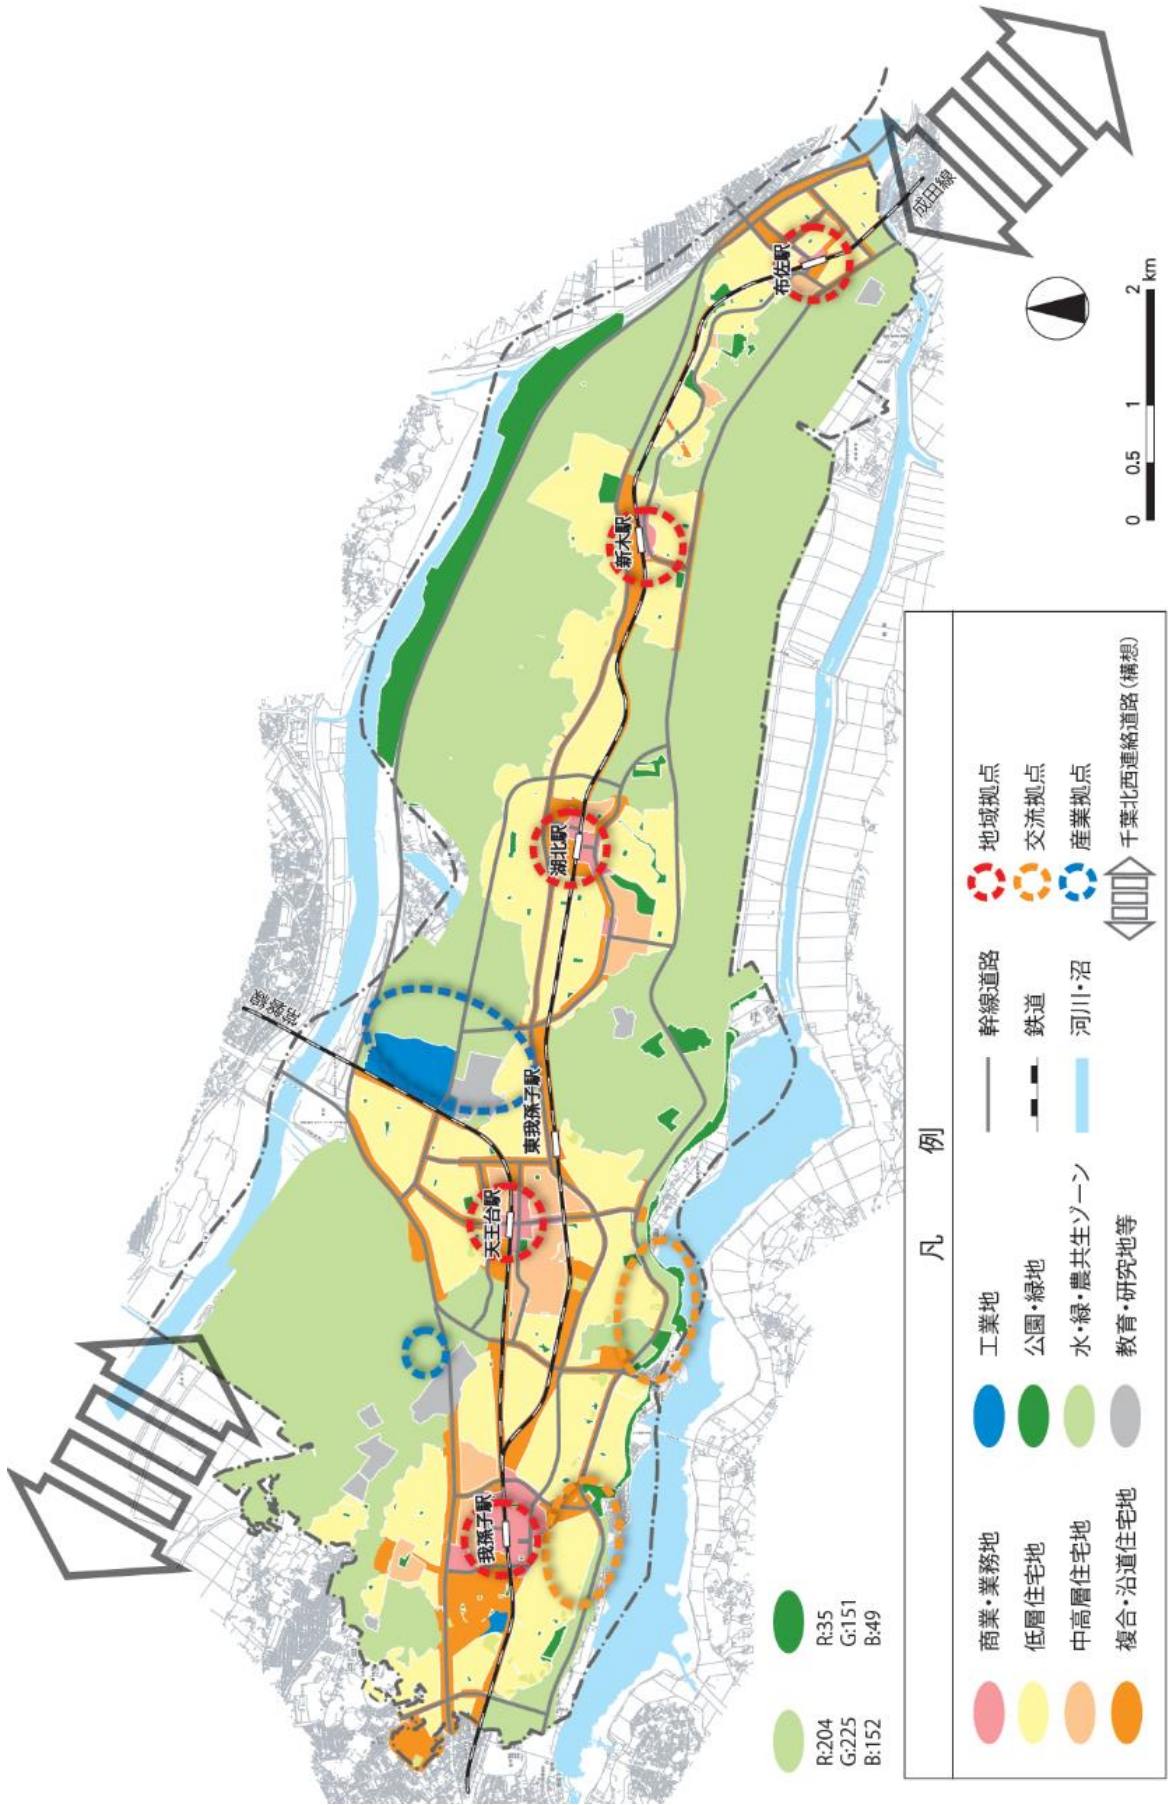 常磐線
成田線
我孫子駅
天王台駅
東我孫子駅
湖北駅
新木駅
布佐駅
R:204
G:225
B:152
R:35
G:151
B:49
0 0.5 1 2 km
凡 例
商業・業務地 工業地 幹線道路 地域拠点
低層住宅地 公園・緑地 鉄道 交流拠点
中高層住宅地 水・緑・農共生ゾーン 河川・沼 産業拠点
複合・沿道住宅地 教育・研究地等 千葉北西連絡道路（構想）